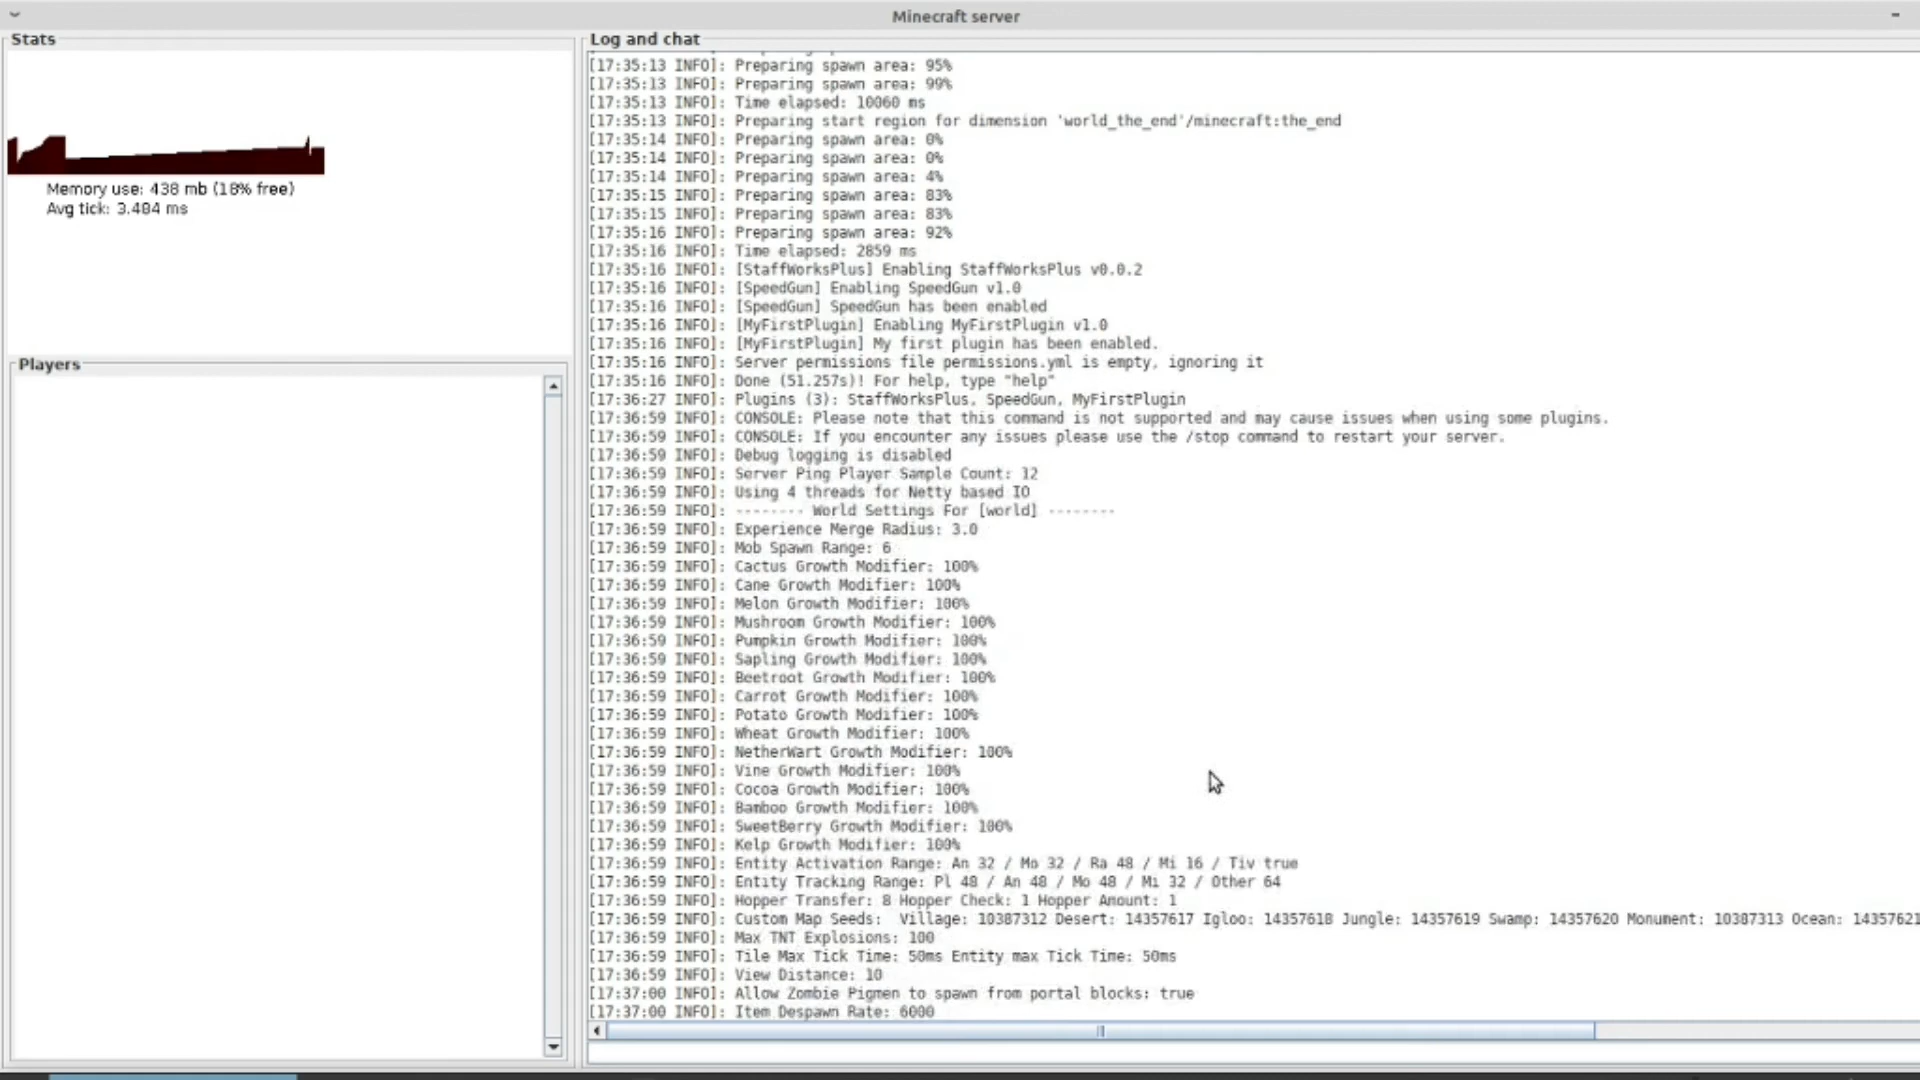 Minecraft server
Stats
Memory use: 438 mb (18% free)
Avg tick: 3.484 ms
Players
Log and chat
[17:35:13 INFO]: Preparing spawn area: 95%
[17:35:13 INFO]: Preparing spawn area: 99%
[17:35:13 INFO]: Time elapsed: 10060 ms
[17:35:13 INFO]: Preparing start region for dimension 'world_the_end'/minecraft:the_end
[17:35:14 INFO]: Preparing spawn area: 0%
[17:35:14 INFO]: Preparing spawn area: 0%
[17:35:14 INFO]: Preparing spawn area: 4%
[17:35:15 INFO]: Preparing spawn area: 83%
[17:35:15 INFO]: Preparing spawn area: 83%
[17:35:16 INFO]: Preparing spawn area: 92%
[17:35:16 INFO]: Time elapsed: 2859 ms
[17:35:16 INFO]: [StaffWorksPlus] Enabling StaffWorksPlus v0.0.2
[17:35:16 INFO]: [SpeedGun] Enabling SpeedGun v1.0
[17:35:16 INFO]: [SpeedGun] SpeedGun has been enabled
[17:35:16 INFO]: [MyFirstPlugin] Enabling MyFirstPlugin v1.0
[17:35:16 INFO]: [MyFirstPlugin] My first plugin has been enabled.
[17:35:16 INFO]: Server permissions file permissions.yml is empty, ignoring it
[17:35:16 INFO]: Done (51.257s)! For help, type "help"
[17:36:27 INFO]: Plugins (3): StaffWorksPlus, SpeedGun, MyFirstPlugin
[17:36:59 INFO]: CONSOLE: Please note that this command is not supported and may cause issues when using some plugins.
[17:36:59 INFO]: CONSOLE: If you encounter any issues please use the /stop command to restart your server.
[17:36:59 INFO]: Debug logging is disabled
[17:36:59 INFO]: Server Ping Player Sample Count: 12
[17:36:59 INFO]: Using 4 threads for Netty based IO
[17:36:59 INFO]: -------- World Settings For [world] --------
[17:36:59 INFO]: Experience Merge Radius: 3.0
[17:36:59 INFO]: Mob Spawn Range: 6
[17:36:59 INFO]: Cactus Growth Modifier: 100%
[17:36:59 INFO]: Cane Growth Modifier: 100%
[17:36:59 INFO]: Melon Growth Modifier: 100%
[17:36:59 INFO]: Mushroom Growth Modifier: 100%
[17:36:59 INFO]: Pumpkin Growth Modifier: 100%
[17:36:59 INFO]: Sapling Growth Modifier: 100%
[17:36:59 INFO]: Beetroot Growth Modifier: 100%
[17:36:59 INFO]: Carrot Growth Modifier: 100%
[17:36:59 INFO]: Potato Growth Modifier: 100%
[17:36:59 INFO]: Wheat Growth Modifier: 100%
[17:36:59 INFO]: NetherWart Growth Modifier: 100%
[17:36:59 INFO]: Vine Growth Modifier: 100%
[17:36:59 INFO]: Cocoa Growth Modifier: 100%
[17:36:59 INFO]: Bamboo Growth Modifier: 100%
[17:36:59 INFO]: SweetBerry Growth Modifier: 100%
[17:36:59 INFO]: Kelp Growth Modifier: 100%
[17:36:59 INFO]: Entity Activation Range: An 32 / Mo 32 / Ra 48 / Mi 16 / Tiv true
[17:36:59 INFO]: Entity Tracking Range: Pl 48 / An 48 / Mo 48 / Mi 32 / Other 64
[17:36:59 INFO]: Hopper Transfer: 8 Hopper Check: 1 Hopper Amount: 1
[17:36:59 INFO]: Custom Map Seeds:  Village: 10387312 Desert: 14357617 Igloo: 14357618 Jungle: 14357619 Swamp: 14357620 Monument: 10387313 Ocean: 14357621
[17:36:59 INFO]: Max TNT Explosions: 100
[17:36:59 INFO]: Tile Max Tick Time: 50ms Entity max Tick Time: 50ms
[17:36:59 INFO]: View Distance: 10
[17:37:00 INFO]: Allow Zombie Pigmen to spawn from portal blocks: true
[17:37:00 INFO]: Item Despawn Rate: 6000